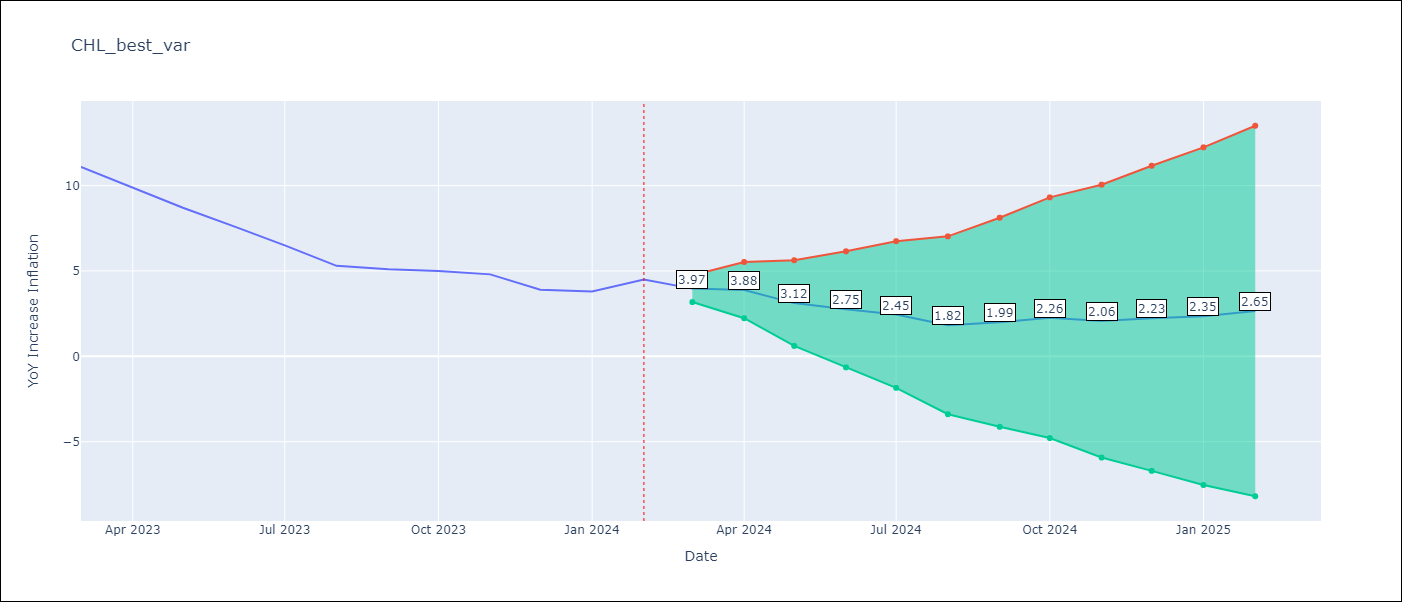 CHL_best_var
YoY Increase Inflation
10
5
0
−5
3.97
3.88
3.12
2.75
2.45
1.82
1.99
2.26
2.06
2.23
2.35
2.65
Apr 2023
Jul 2023
Oct 2023
Jan 2024
Apr 2024
Jul 2024
Oct 2024
Jan 2025
Date